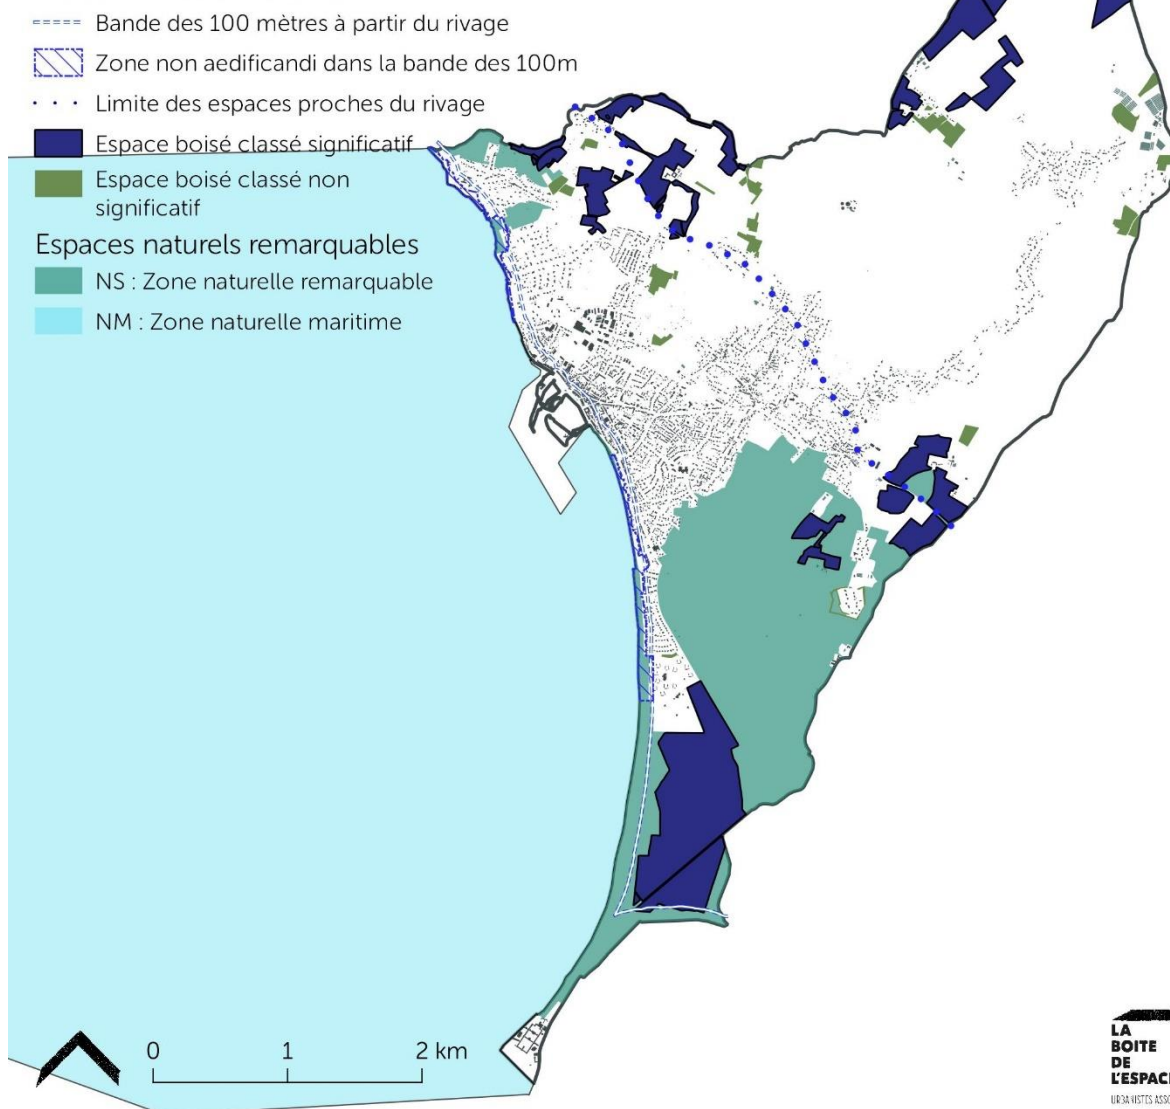 Bande des 100 mètres à partir du rivage
Zone non aedificandi dans la bande des 100m
Limite des espaces proches du rivage
Espace boisé classé significatif
Espace boisé classé non
significatif
Espaces naturels remarquables
NS : Zone naturelle remarquable
NM : Zone naturelle maritime
0 1 2 km
LA
BOITE
DE
L'ESPACE